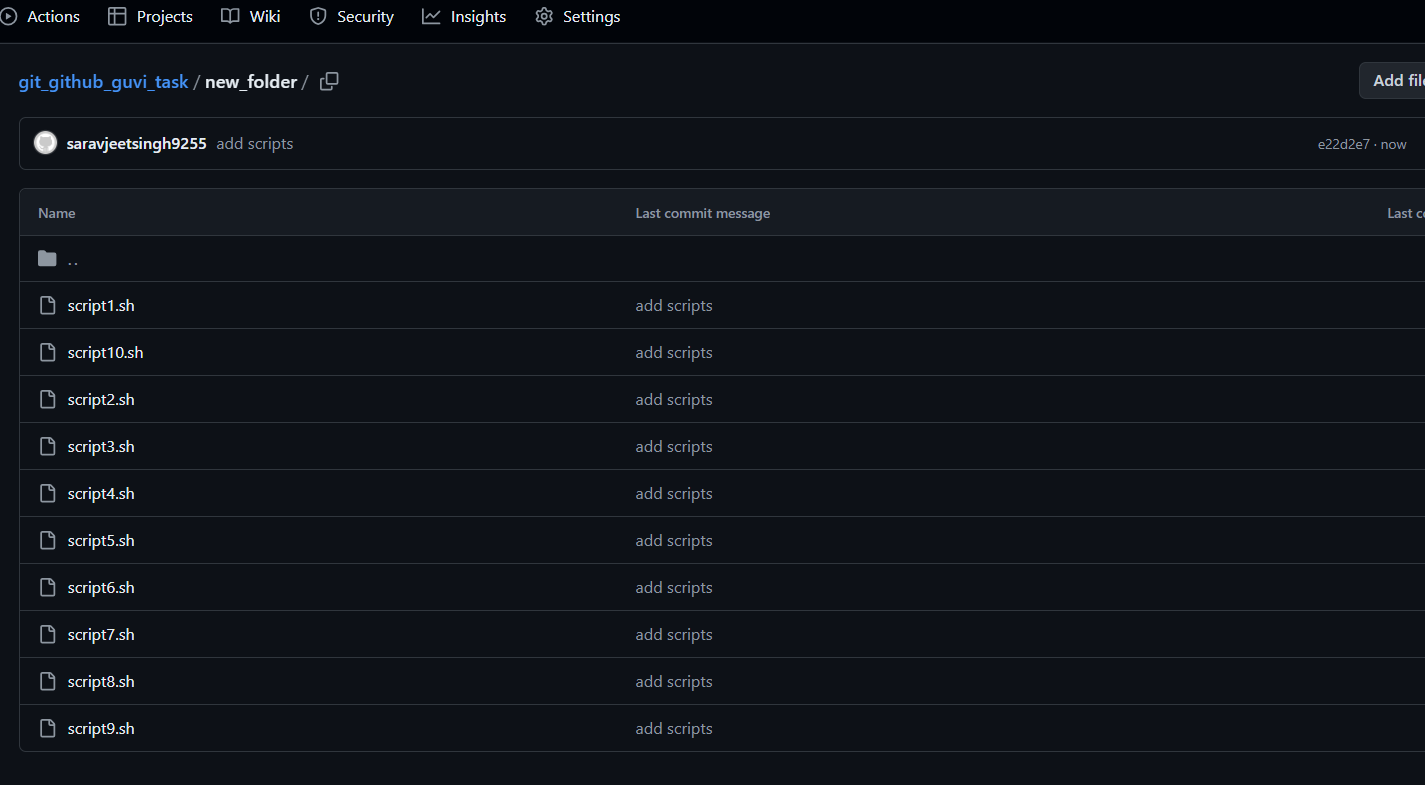 Actions Projects Wiki Security Insights Settings
git_github_guvi_task / new_folder /
Add file
saravjeetsingh9255 add scripts e22d2e7 · now
Name Last commit message Last c
..
script1.sh add scripts
script10.sh add scripts
script2.sh add scripts
script3.sh add scripts
script4.sh add scripts
script5.sh add scripts
script6.sh add scripts
script7.sh add scripts
script8.sh add scripts
script9.sh add scripts